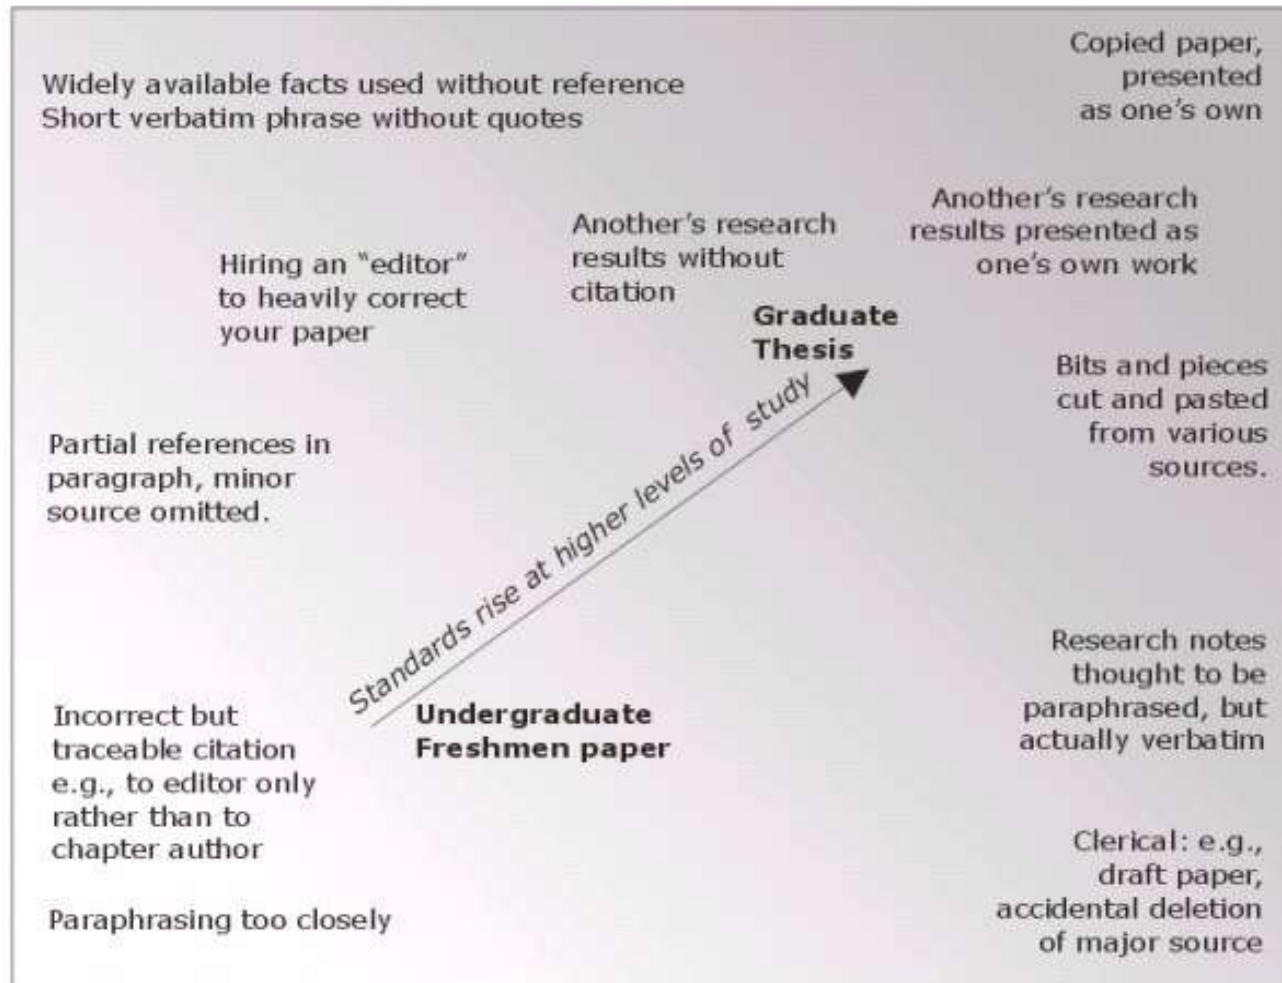 Copied paper,
presented
as one's own
Widely available facts used without reference
Short verbatim phrase without quotes
Another's research
results presented as
one's own work
Another's research
results without
citation
Hiring an "editor"
to heavily correct
your paper
Graduate
Thesis
Bits and pieces
cut and pasted
from various
sources.
Standards rise at higher levels of study
Partial references in
paragraph, minor
source omitted.
Research notes
thought to be
paraphrased, but
actually verbatim
Undergraduate
Freshmen paper
Incorrect but
traceable citation
e.g., to editor only
rather than to
chapter author
Clerical: e.g.,
draft paper,
accidental deletion
of major source
Paraphrasing too closely